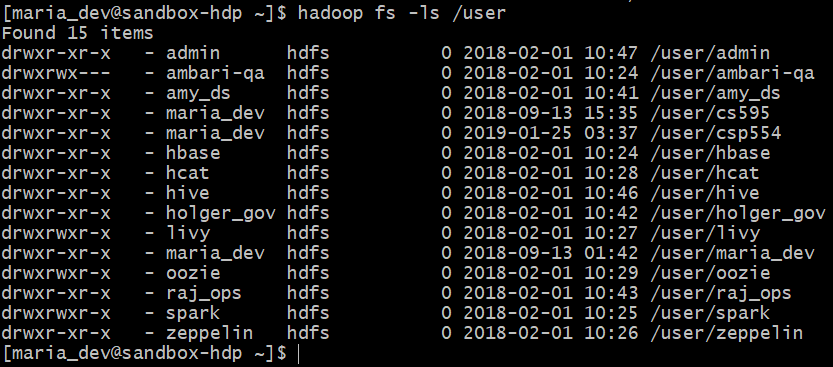 [maria_dev@sandbox-hdp ~]$ hadoop fs -ls /user
Found 15 items
drwxr-xr-x   - admin      hdfs          0 2018-02-01 10:47 /user/admin
drwxrwx---   - ambari-qa  hdfs          0 2018-02-01 10:24 /user/ambari-qa
drwxr-xr-x   - amy_ds     hdfs          0 2018-02-01 10:41 /user/amy_ds
drwxr-xr-x   - maria_dev  hdfs          0 2018-09-13 15:35 /user/cs595
drwxr-xr-x   - maria_dev  hdfs          0 2019-01-25 03:37 /user/csp554
drwxr-xr-x   - hbase      hdfs          0 2018-02-01 10:24 /user/hbase
drwxr-xr-x   - hcat       hdfs          0 2018-02-01 10:28 /user/hcat
drwxr-xr-x   - hive       hdfs          0 2018-02-01 10:46 /user/hive
drwxr-xr-x   - holger_gov hdfs          0 2018-02-01 10:42 /user/holger_gov
drwxrwxr-x   - livy       hdfs          0 2018-02-01 10:27 /user/livy
drwxr-xr-x   - maria_dev  hdfs          0 2018-09-13 01:42 /user/maria_dev
drwxrwxr-x   - oozie      hdfs          0 2018-02-01 10:29 /user/oozie
drwxr-xr-x   - raj_ops    hdfs          0 2018-02-01 10:43 /user/raj_ops
drwxrwxr-x   - spark      hdfs          0 2018-02-01 10:25 /user/spark
drwxr-xr-x   - zeppelin   hdfs          0 2018-02-01 10:26 /user/zeppelin
[maria_dev@sandbox-hdp ~]$